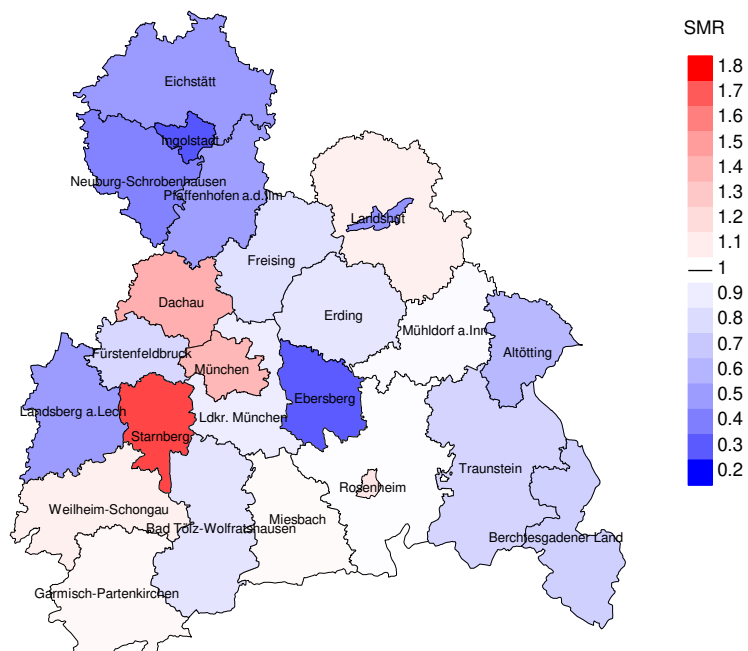 SMR
Eichstätt
Ingolstadt
Neuburg-Schrobenhausen
Pfaffenhofen a.d.Ilm
Landshut
Freising
Dachau
Erding
Mühldorf a.Inn
Fürstenfeldbruck
München
Altötting
Landsberg a.Lech
Ebersberg
Ldkr. München
Starnberg
Traunstein
Rosenheim
Weilheim-Schongau
Miesbach
Bad Tölz-Wolfratshausen
Berchtesgadener Land
Garmisch-Partenkirchen
1.8
1.7
1.6
1.5
1.4
1.3
1.2
1.1
1
0.9
0.8
0.7
0.6
0.5
0.4
0.3
0.2